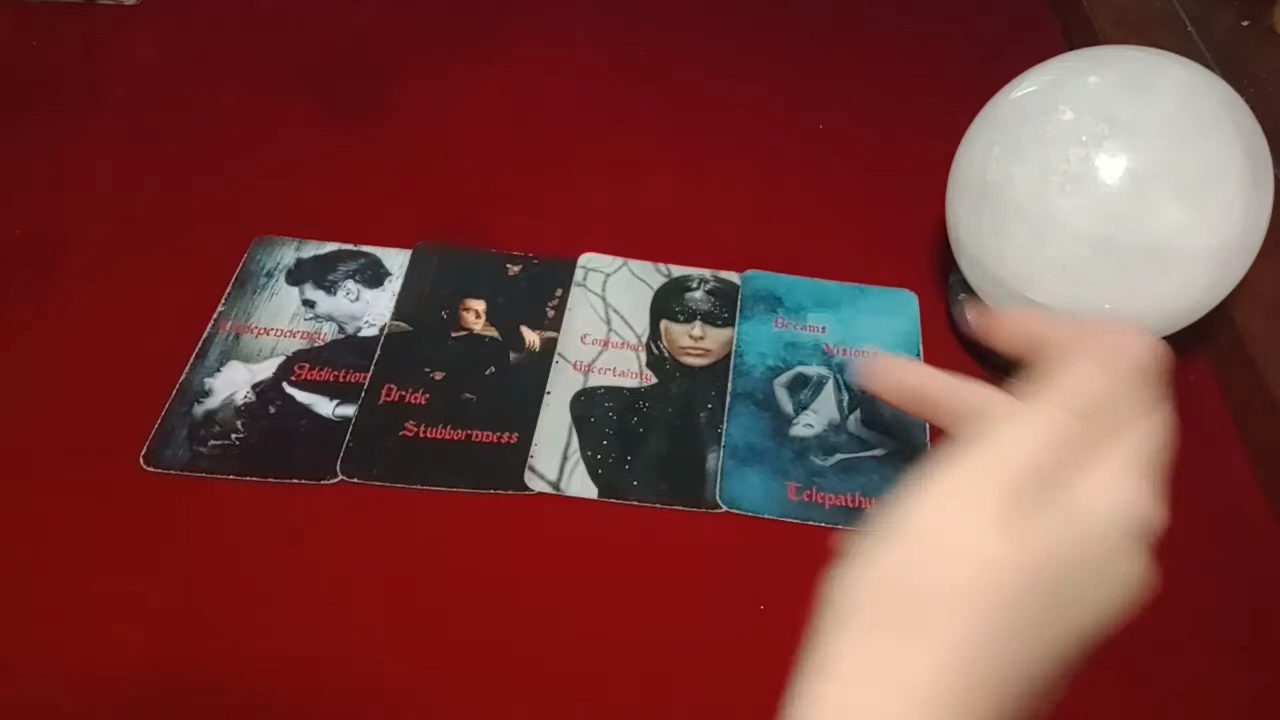 Codependency
Addiction
Pride
Stubbornness
Confusion
Uncertainty
Dreams
Visions
Telepathy